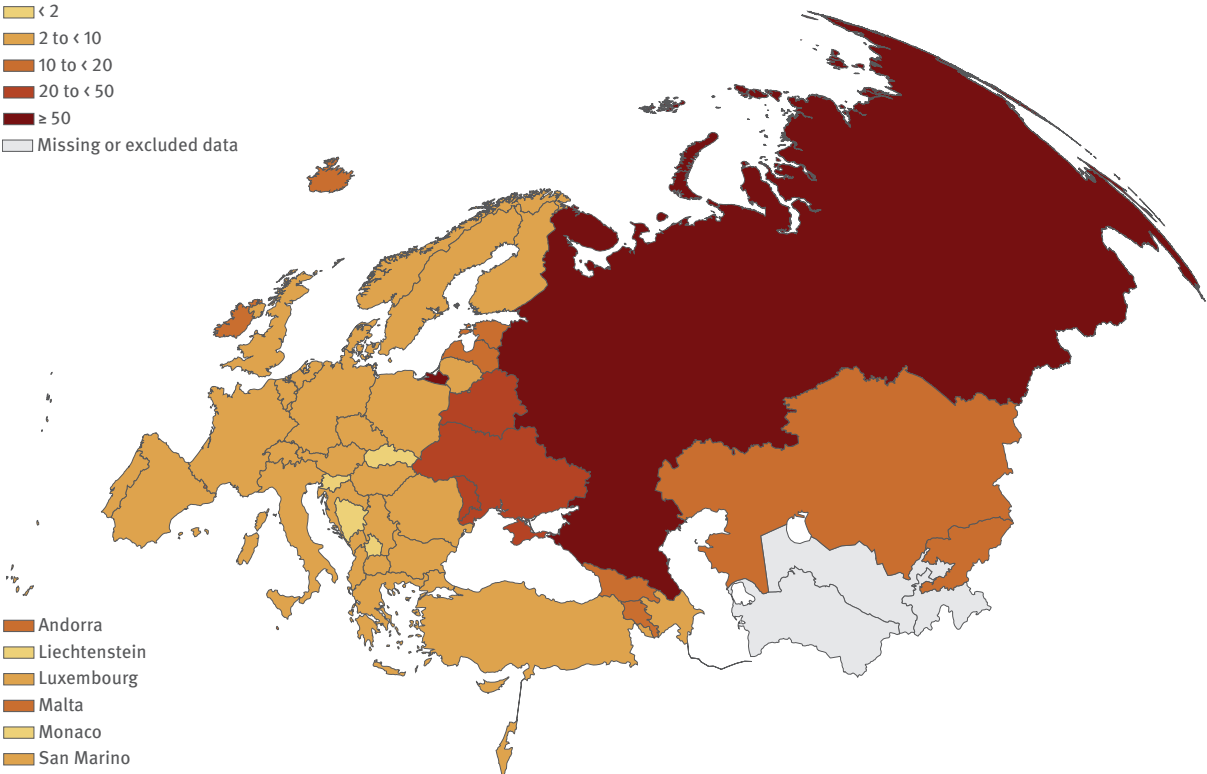 < 2
2 to < 10
10 to < 20
20 to < 50
≥ 50
Missing or excluded data
Andorra
Liechtenstein
Luxembourg
Malta
Monaco
San Marino